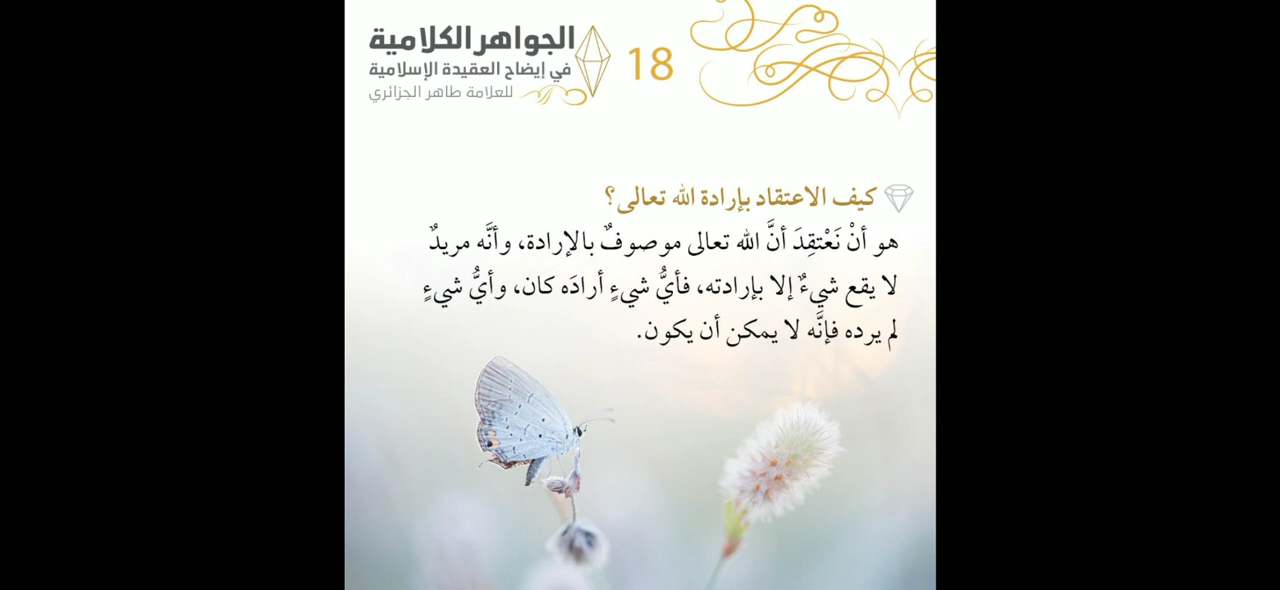 الجواهر الكلامية
في إيضاح العقيدة الإسلامية
للعلامة طاهر الجزائري
18
كيف الاعتقاد بإرادة الله تعالى؟
هو أنْ نَعْتقِدَ أنَّ الله تعالى موصوفٌ بالإرادة، وأنَّه مريدٌ
لا يقع شيءٌ إلا بإرادته، فأيُّ شيءٍ أرادَه كان، وأيُّ شيءٍ
لم يرده فإنَّه لا يمكن أن يكون.